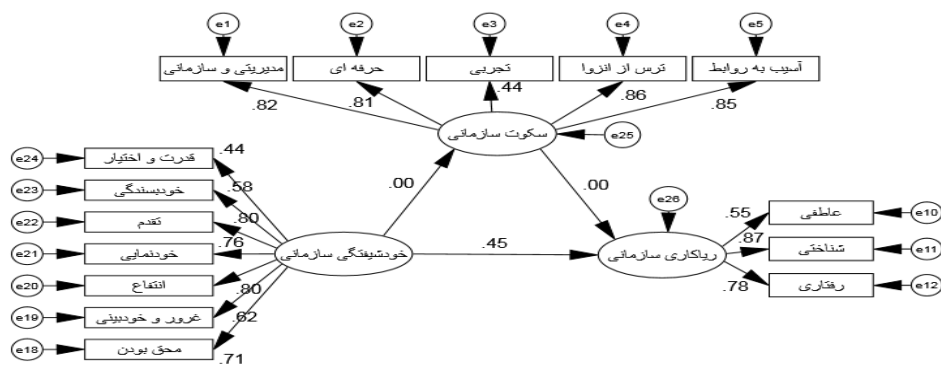 e1 e2 e3 e4 e5
مدیریتی و سازمانی حرفه ای تجربی ترس از انزوا آسیب به روابط
.82 .81 .44 .86 .85
سکوت سازمانی e25
e24 قدرت و اختیار .44
e23 خودبسندگی .58
e22 تقدم .80
e21 خودنمایی .76
e20 انتفاع .80
e19 غرور و خودبینی .62
e18 محق بودن .71
خودشیفتگی سازمانی
.00 .00
.45
e26
ریاکاری سازمانی
.55 عاطفی e10
.87 شناختی e11
.78 رفتاری e12